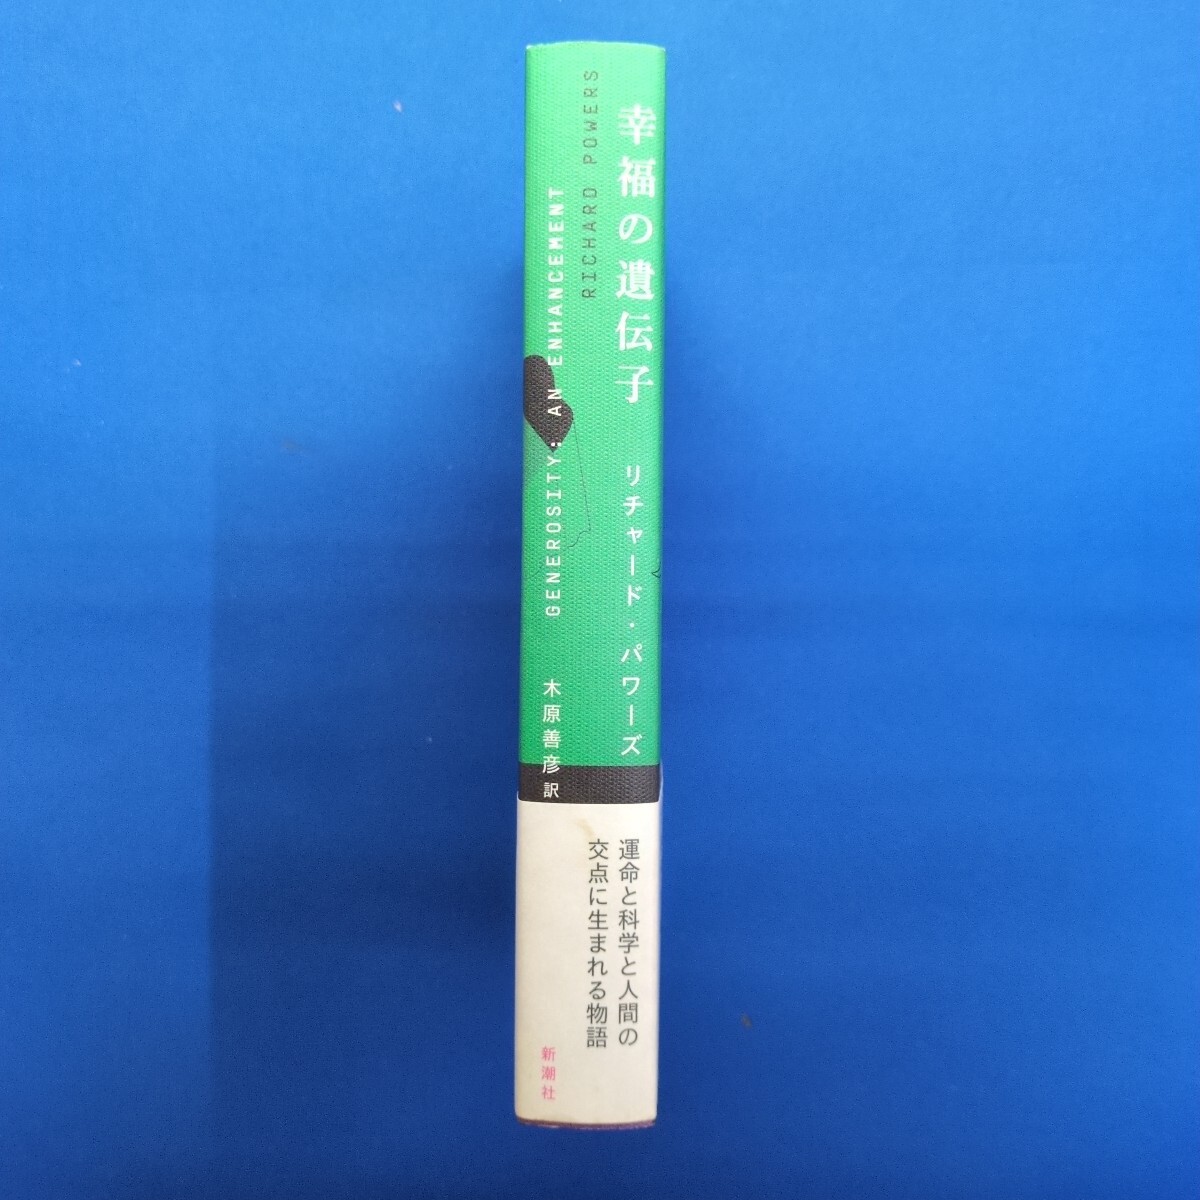 幸福の遺伝子
リチャード・パワーズ
RICHARD POWERS
GENEROSITY: AN ENHANCEMENT
木原善彦訳
運命と科学と人間の
交点に生まれる物語
新潮社